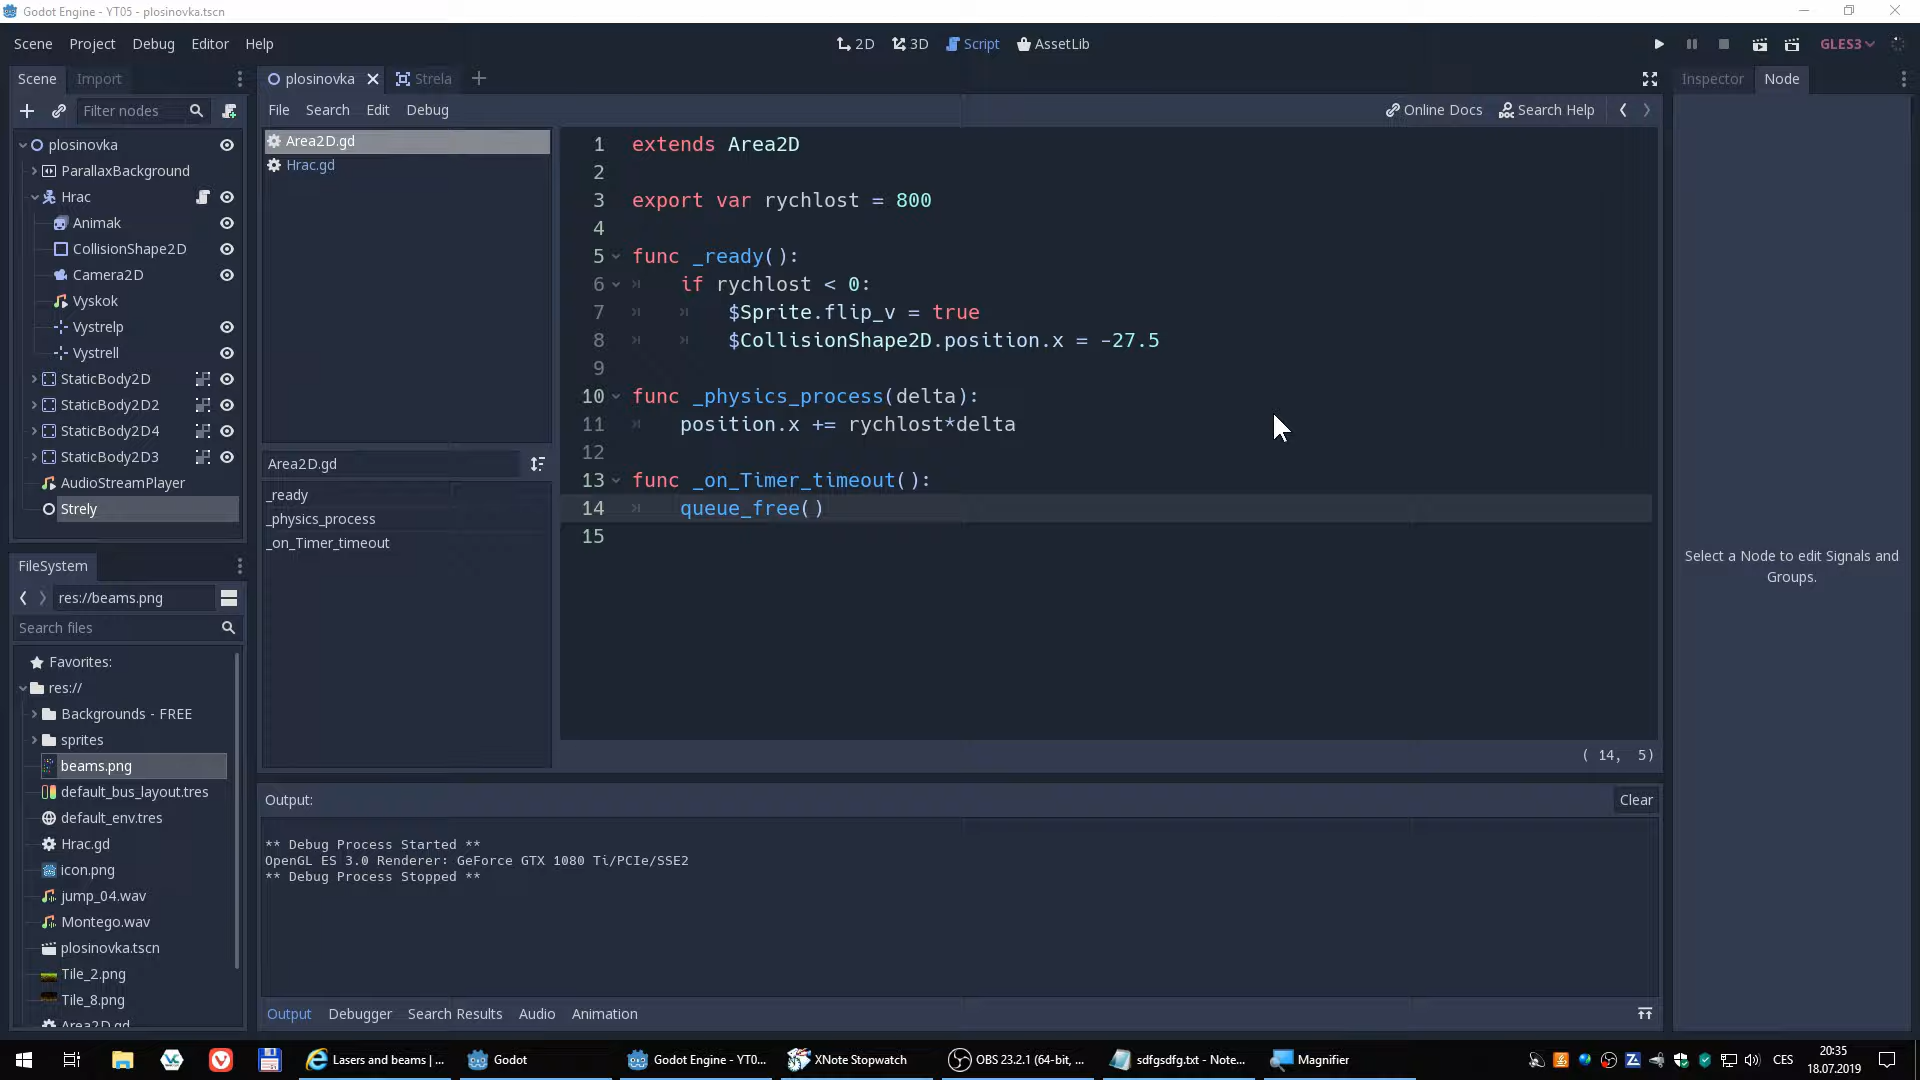 Godot Engine - YT05 - plosinovka.tscn
Scene Project Debug Editor Help
2D 3D Script AssetLib
GLES3
Scene Import
plosinovka Strela
Inspector Node
Filter nodes
File Search Edit Debug
Online Docs Search Help
plosinovka
ParallaxBackground
Hrac
Animak
CollisionShape2D
Camera2D
Vyskok
Vystrelp
Vystrell
StaticBody2D
StaticBody2D2
StaticBody2D4
StaticBody2D3
AudioStreamPlayer
Strely
Area2D.gd
Hrac.gd
Area2D.gd
_ready
_physics_process
_on_Timer_timeout
1 extends Area2D
2
3 export var rychlost = 800
4
5 func _ready():
6 if rychlost < 0:
7 $Sprite.flip_v = true
8 $CollisionShape2D.position.x = -27.5
9
10 func _physics_process(delta):
11 position.x += rychlost*delta
12
13 func _on_Timer_timeout():
14 queue_free()
15
( 14, 5)
Select a Node to edit Signals and
Groups.
FileSystem
res://beams.png
Search files
Favorites:
res://
Backgrounds - FREE
sprites
beams.png
default_bus_layout.tres
default_env.tres
Hrac.gd
icon.png
jump_04.wav
Montego.wav
plosinovka.tscn
Tile_2.png
Tile_8.png
Area2D.gd
Output:
Clear
** Debug Process Started **
OpenGL ES 3.0 Renderer: GeForce GTX 1080 Ti/PCIe/SSE2
** Debug Process Stopped **
Output Debugger Search Results Audio Animation
Lasers and beams | ...
Godot
Godot Engine - YT0...
XNote Stopwatch
OBS 23.2.1 (64-bit, ...
sdfgsdfg.txt - Note...
Magnifier
CES
20:35
18.07.2019